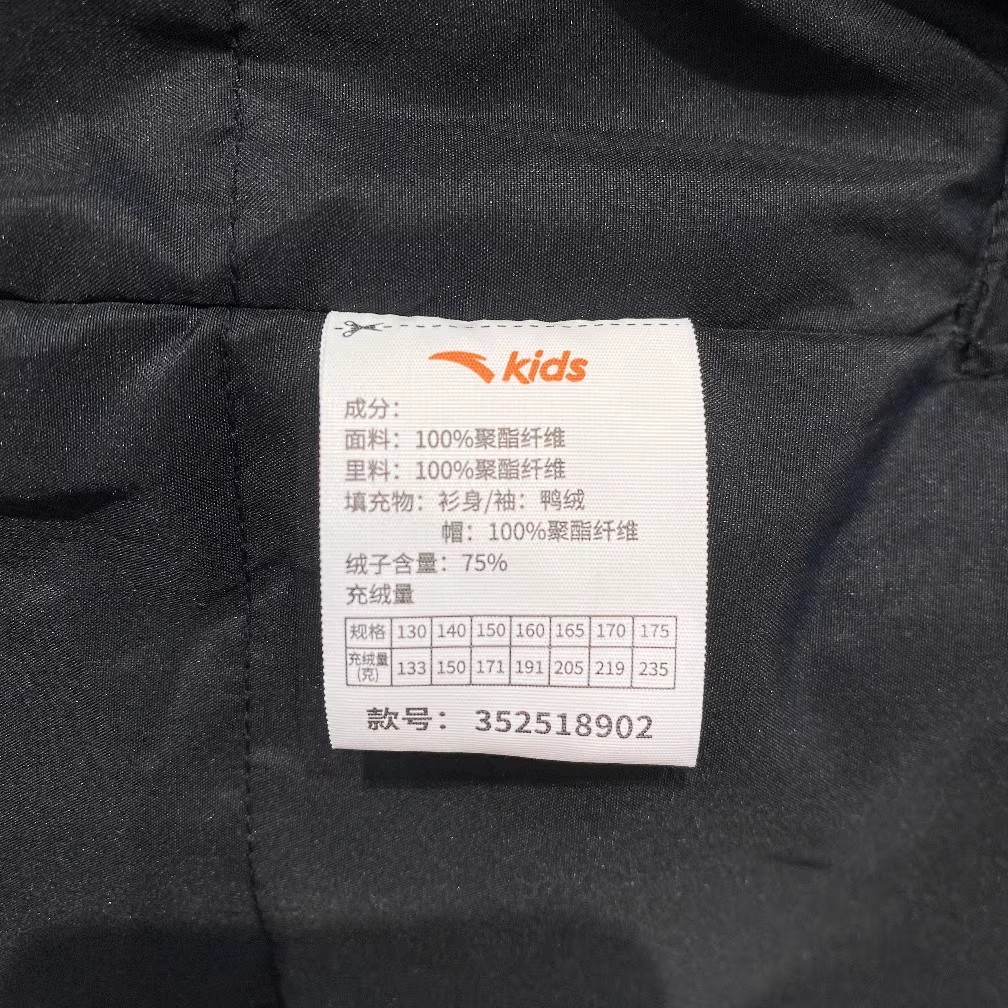 kids
成分：
面料：100%聚酯纤维
里料：100%聚酯纤维
填充物：衫身/袖：鸭绒
帽：100%聚酯纤维
绒子含量：75%
充绒量
规格 130 140 150 160 165 170 175
充绒量(克) 133 150 171 191 205 219 235
款号： 352518902